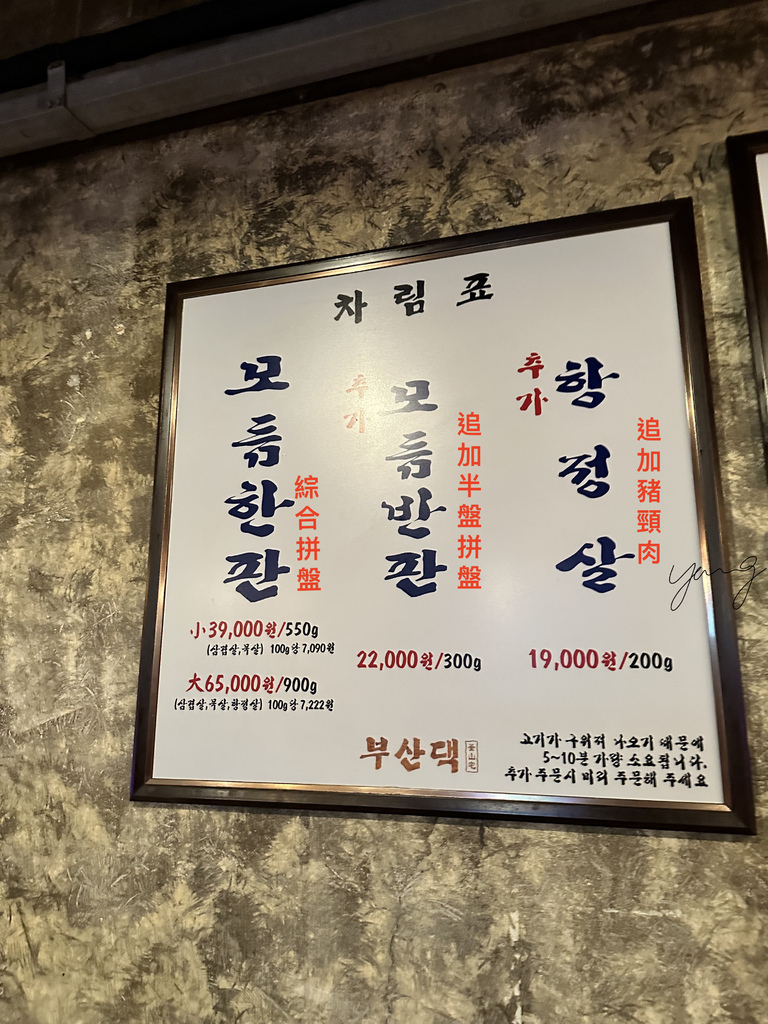 차림표
모듬한판
綜合拼盤
小 39,000원/550g
(삼겹살,목살) 100g당 7,090원
大 65,000원/900g
(삼겹살,목살,항정살) 100g당 7,222원
추가
모듬반판
追加半盤拼盤
22,000원/300g
추가
항정살
追加豬頸肉
19,000원/200g
yang
부산댁
釜山宅
고기가 구워져 나오기 때문에
5~10분 가량 소요됩니다.
추가 주문시 미리 주문해 주세요